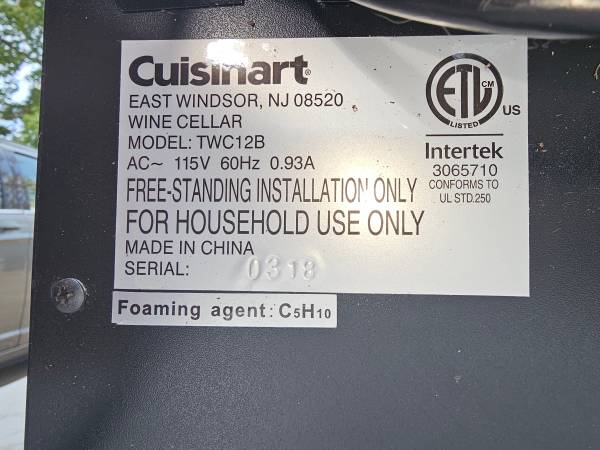 Cuisinart®
EAST WINDSOR, NJ 08520
WINE CELLAR
MODEL: TWC12B
AC~ 115V 60Hz 0.93A
FREE-STANDING INSTALLATION ONLY
FOR HOUSEHOLD USE ONLY
MADE IN CHINA
SERIAL: 0318
ETL CM
US
LISTED
Intertek
3065710
CONFORMS TO
UL STD.250
Foaming agent: C₅H₁₀